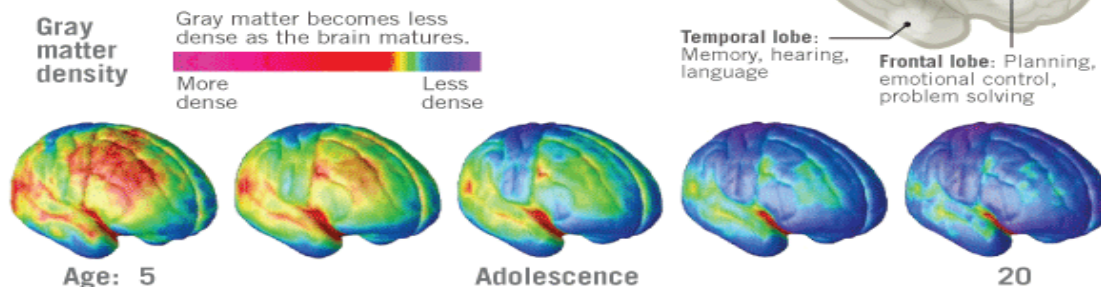 Gray
matter
density
Gray matter becomes less
dense as the brain matures.
More
dense
Less
dense
Temporal lobe:
Memory, hearing,
language
Frontal lobe: Planning,
emotional control,
problem solving
Age: 5
Adolescence
20